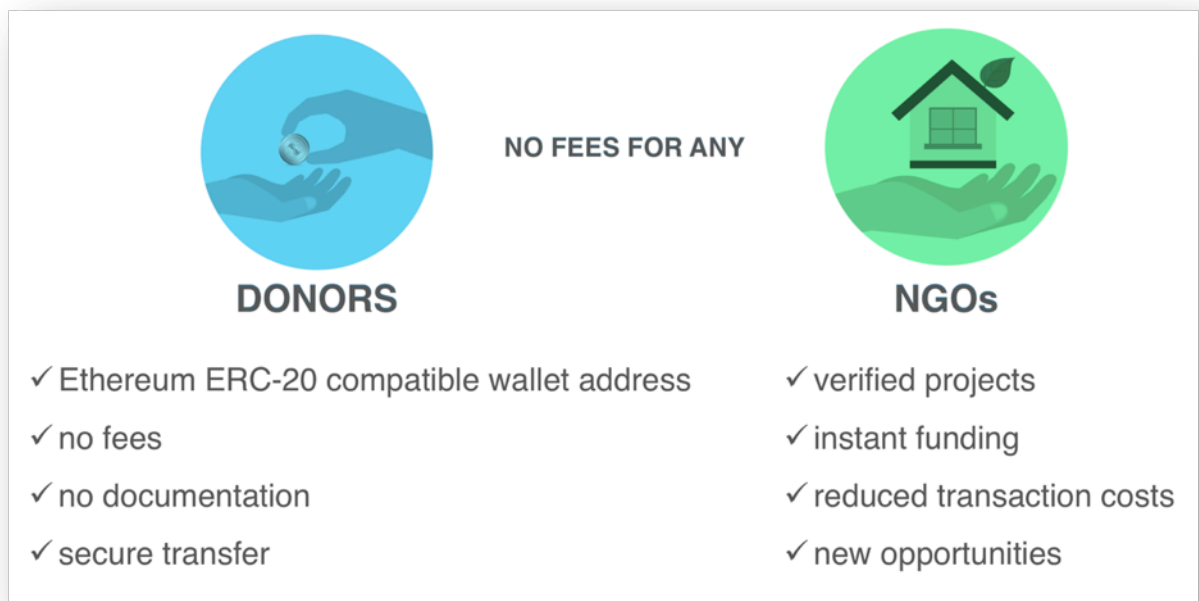 NO FEES FOR ANY
DONORS
✓ Ethereum ERC-20 compatible wallet address
✓ no fees
✓ no documentation
✓ secure transfer
NGOs
✓ verified projects
✓ instant funding
✓ reduced transaction costs
✓ new opportunities